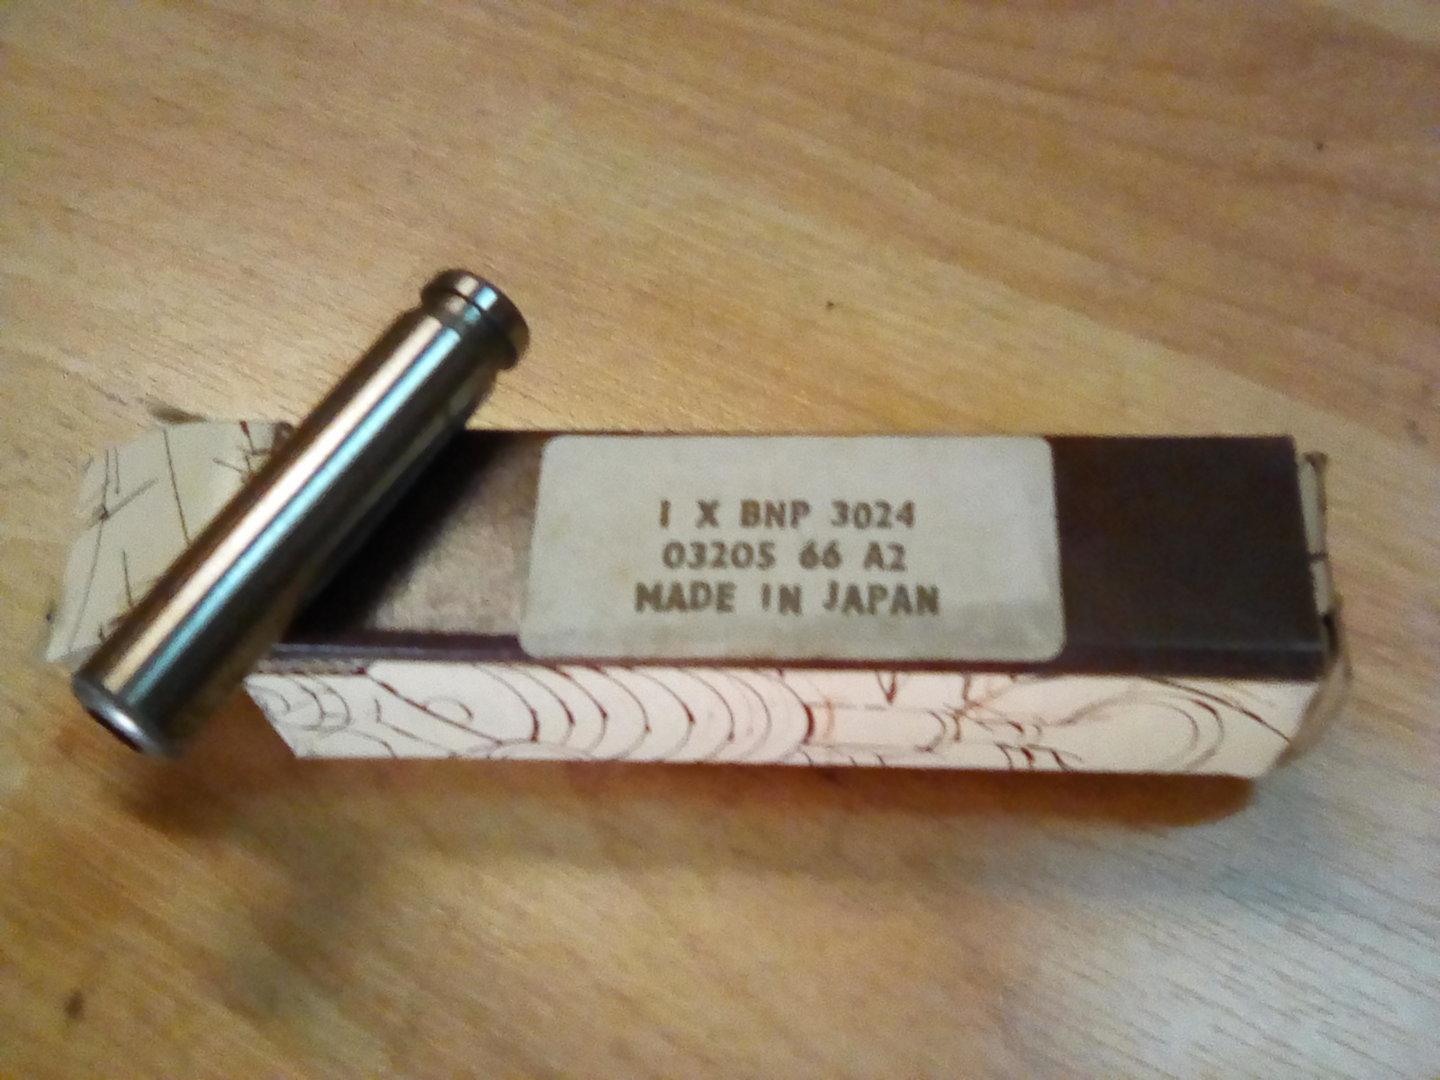 1 X BNP 3024
03205 66 A2
MADE IN JAPAN